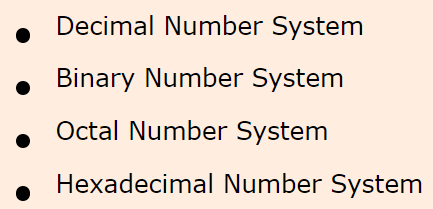 • Decimal Number System
• Binary Number System
• Octal Number System
• Hexadecimal Number System